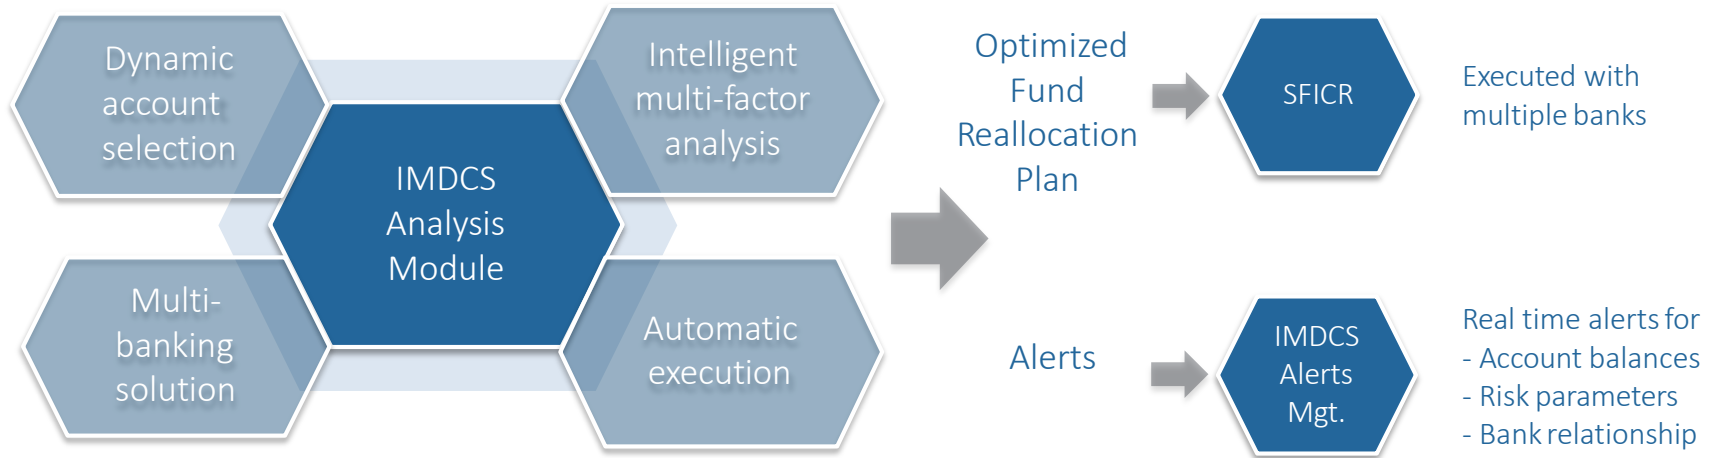 Dynamic
account
selection
Intelligent
multi-factor
analysis
IMDCS
Analysis
Module
Multi-
banking
solution
Automatic
execution
Optimized
Fund
Reallocation
Plan
SFICR
Executed with
multiple banks
Alerts
IMDCS
Alerts
Mgt.
Real time alerts for
- Account balances
- Risk parameters
- Bank relationship